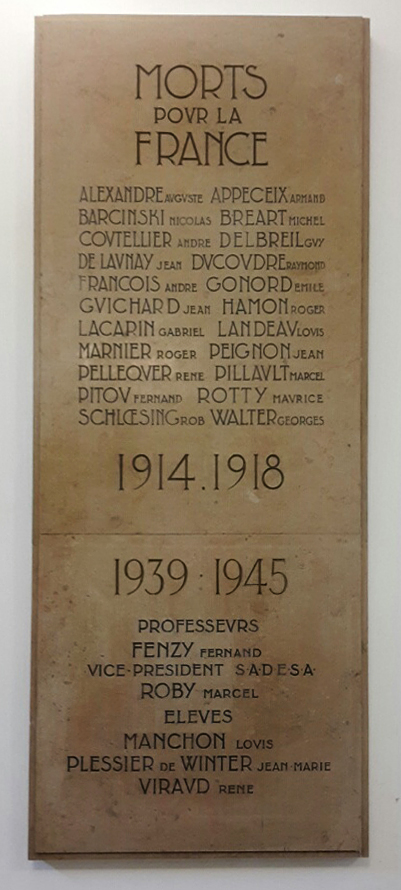 MORTS
POVR LA
FRANCE
ALEXANDRE AVGVSTE APPECEIX ARMAND
BARCINSKI NICOLAS BREART MICHEL
COVTELLIER ANDRE DELBREIL GVY
DE LAVNAY JEAN DVCOVDRE RAYMOND
FRANCOIS ANDRE GONORD EMILE
GVICHARD JEAN HAMON ROGER
LACARIN GABRIEL LANDEAV LOVIS
MARNIER ROGER PEIGNON JEAN
PELLEQVER RENE PILLAVLT MARCEL
PITOV FERNAND ROTTY MAVRICE
SCHLŒSING ROB WALTER GEORGES
1914.1918
1939·1945
PROFESSEVRS
FENZY FERNAND
VICE·PRESIDENT S·A·D·E·S·A·
ROBY MARCEL
ELEVES
MANCHON LOVIS
PLESSIER DE WINTER JEAN·MARIE
VIRAVD RENE